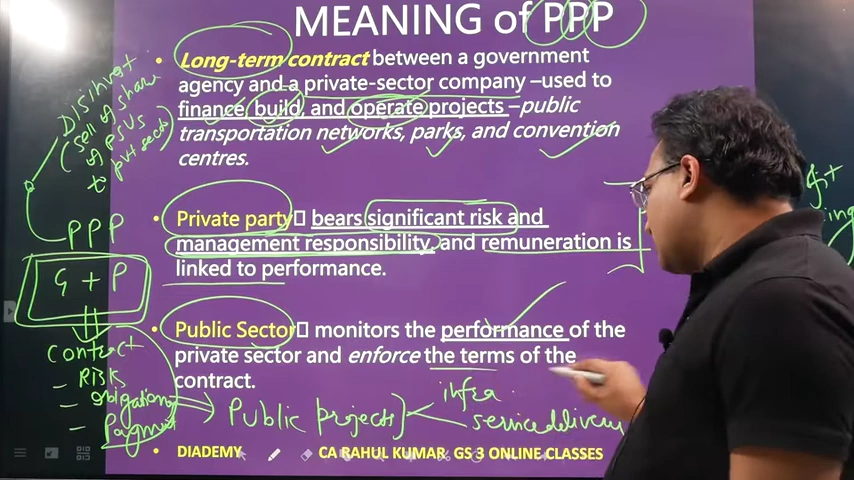 MEANING of PPP
• Long-term contract between a government
agency and a private-sector company –used to
finance, build, and operate projects –public
transportation networks, parks, and convention
centres.
• Private party bears significant risk and
management responsibility, and remuneration is
linked to performance.
• Public Sector monitors the performance of the
private sector and enforce the terms of the
contract.
• DIADEMY CA RAHUL KUMAR GS 3 ONLINE CLASSES
Disinvest
(Sell of share
of PSUs
to pvt sector)
PPP
G + P
Contract
– Risk
– obligations
– Payment
Public projects
infra
service delivery